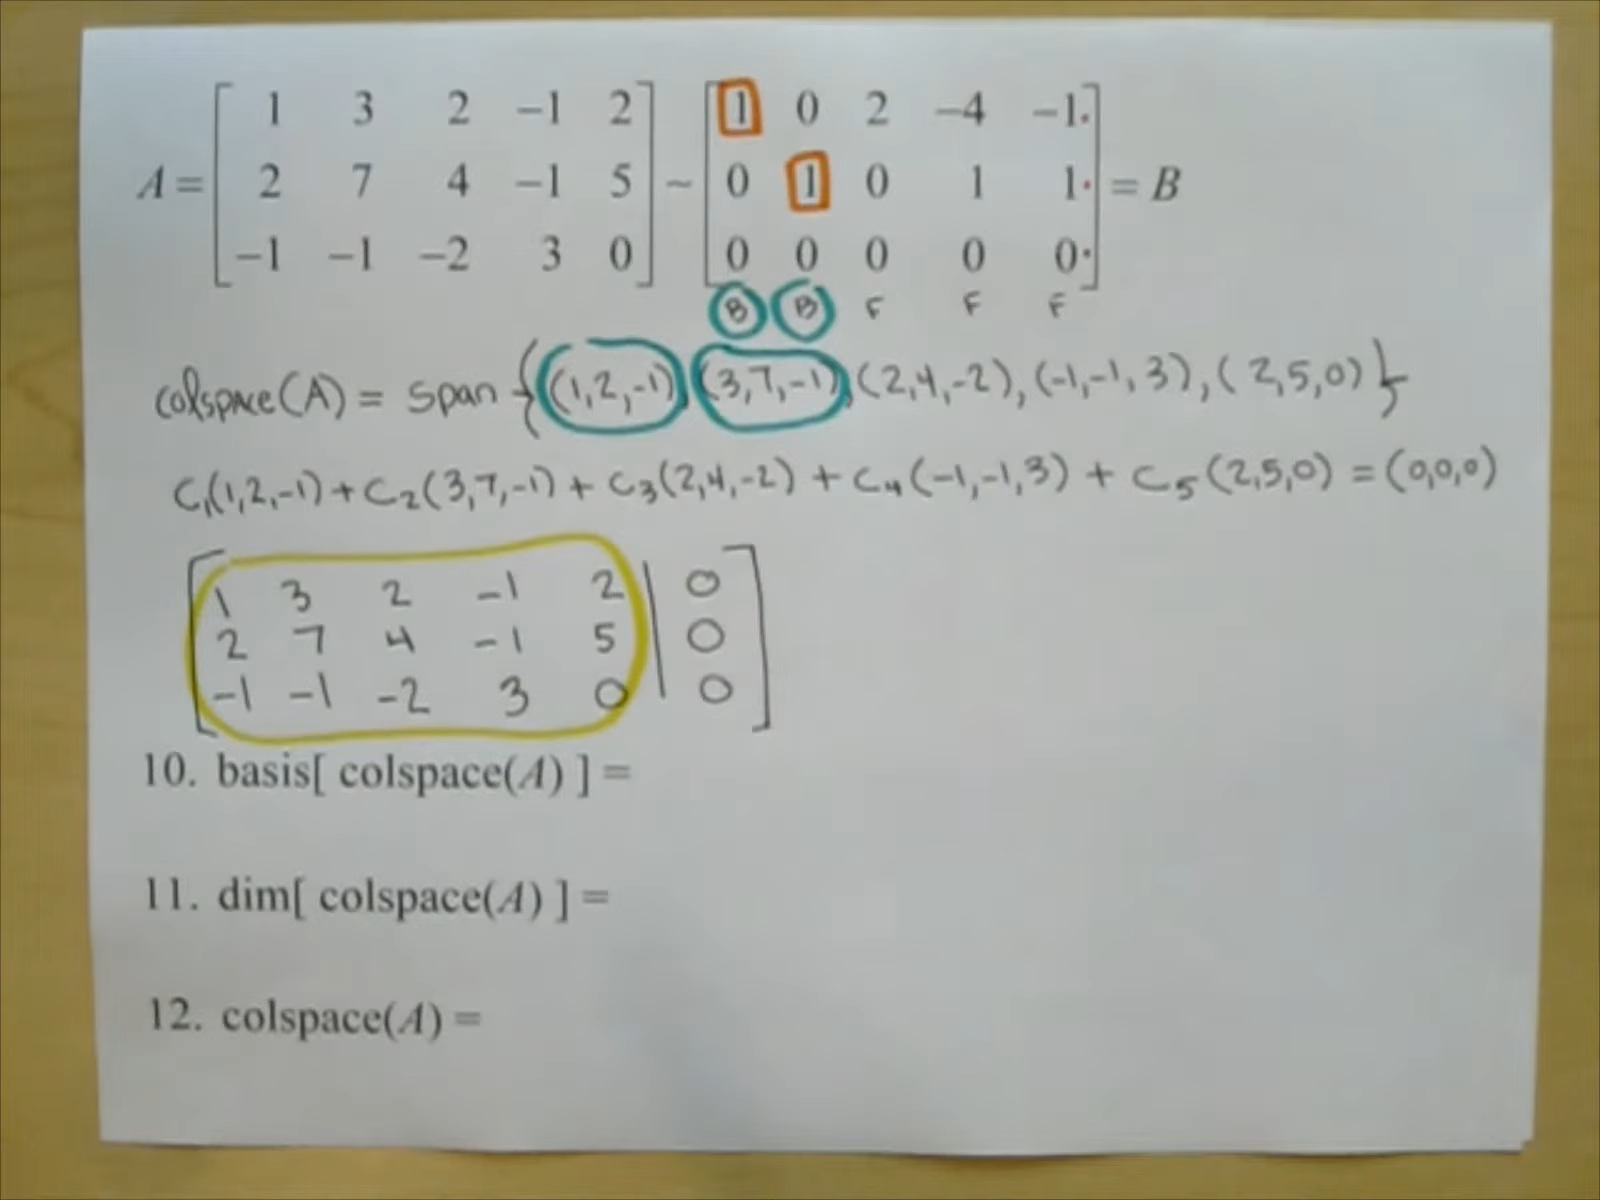 A = [ 1 3 2 −1 2 ] ~ [ 1 0 2 −4 −1 ] = B
[ 2 7 4 −1 5 ] [ 0 1 0 1 1 ]
[ −1 −1 −2 3 0 ] [ 0 0 0 0 0 ]
B B F F F
colspace(A) = span {(1,2,-1), (3,7,-1), (2,4,-2), (-1,-1,3), (2,5,0)}
C₁(1,2,-1) + C₂(3,7,-1) + C₃(2,4,-2) + C₄(-1,-1,3) + C₅(2,5,0) = (0,0,0)
[ 1 3 2 -1 2 | 0 ]
[ 2 7 4 -1 5 | 0 ]
[ -1 -1 -2 3 0 | 0 ]
10. basis[ colspace(A) ] =
11. dim[ colspace(A) ] =
12. colspace(A) =